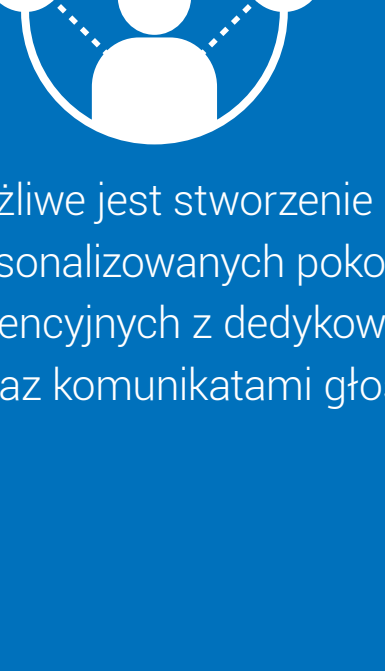 żliwe jest stworzenie
sonalizowanych poko
encyjnych z dedykow
az komunikatami gło